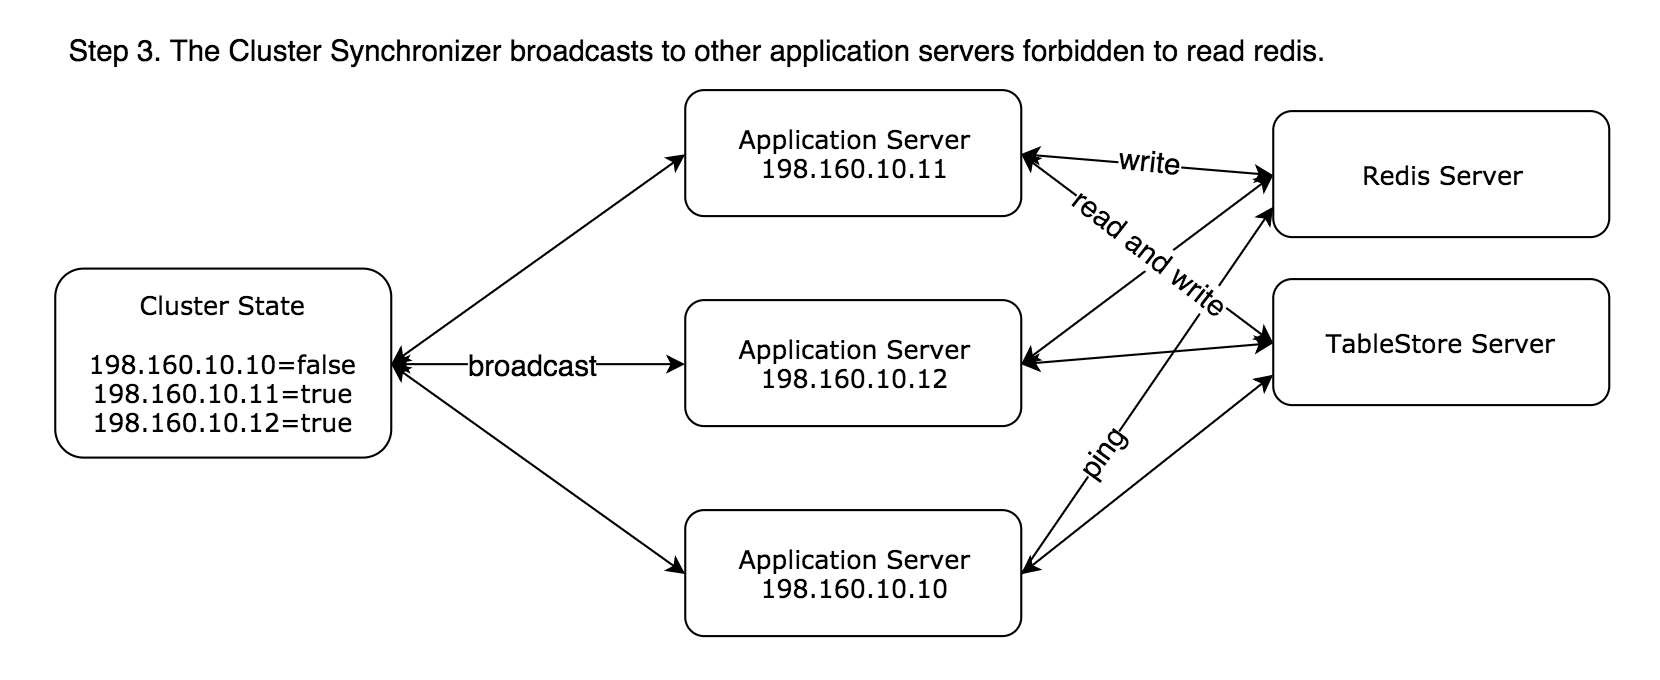 Step 3. The Cluster Synchronizer broadcasts to other application servers forbidden to read redis.
Application Server
198.160.10.11
write
Redis Server
read and write
Cluster State
198.160.10.10=false
198.160.10.11=true
198.160.10.12=true
broadcast
Application Server
198.160.10.12
TableStore Server
ping
Application Server
198.160.10.10